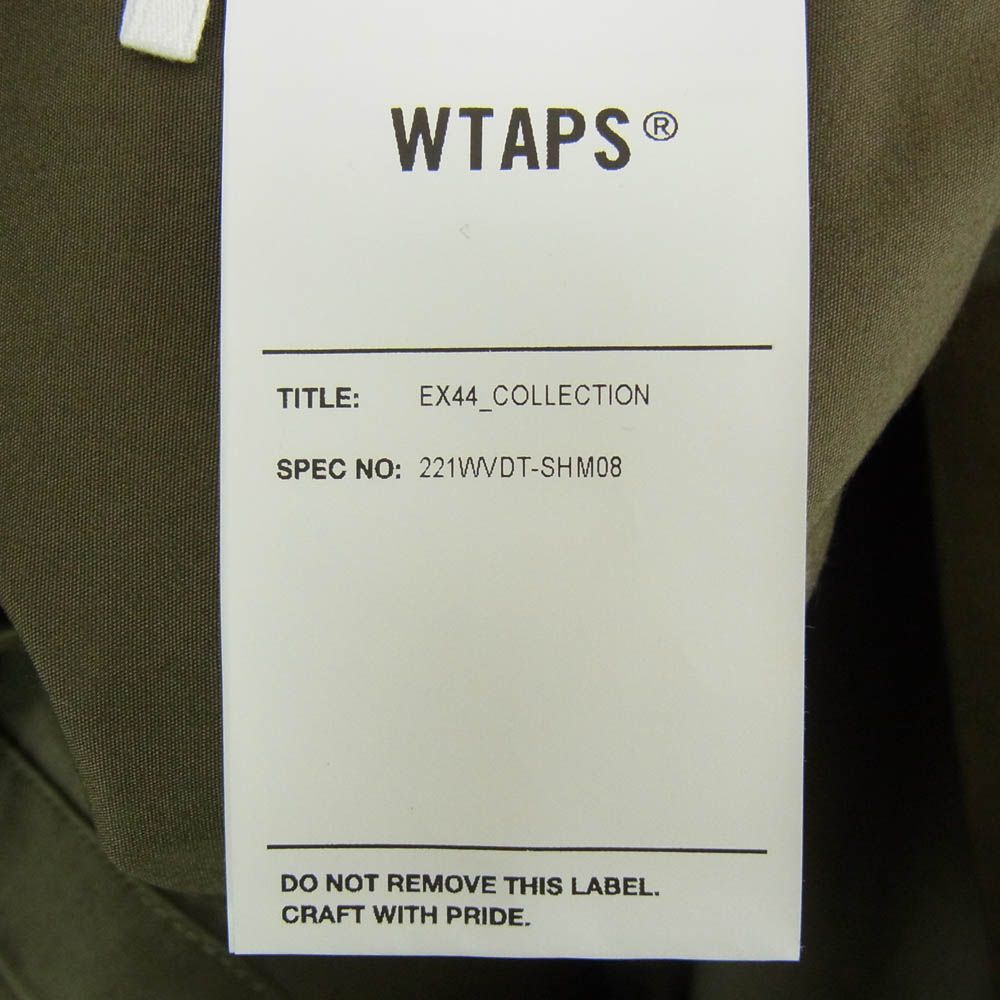 WTAPS®
TITLE: EX44_COLLECTION
SPEC NO: 221WVDT-SHM08
DO NOT REMOVE THIS LABEL.
CRAFT WITH PRIDE.